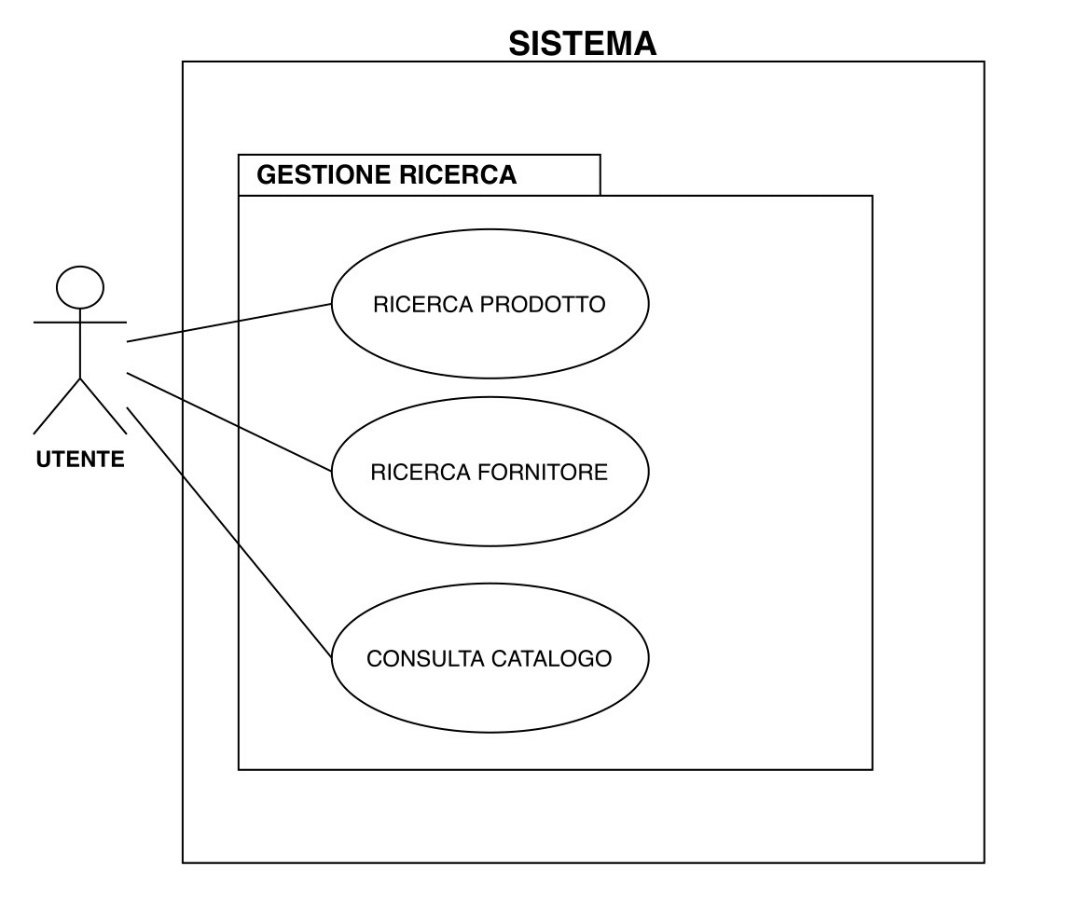 SISTEMA
GESTIONE RICERCA
RICERCA PRODOTTO
RICERCA FORNITORE
UTENTE
CONSULTA CATALOGO